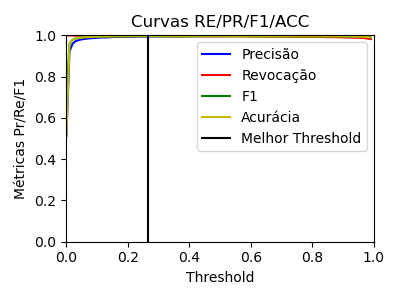 Curvas RE/PR/F1/ACC
Métricas Pr/Re/F1
1.0
0.8
0.6
0.4
0.2
0.0
Precisão
Revocação
F1
Acurácia
Melhor Threshold
0.0 0.2 0.4 0.6 0.8 1.0
Threshold